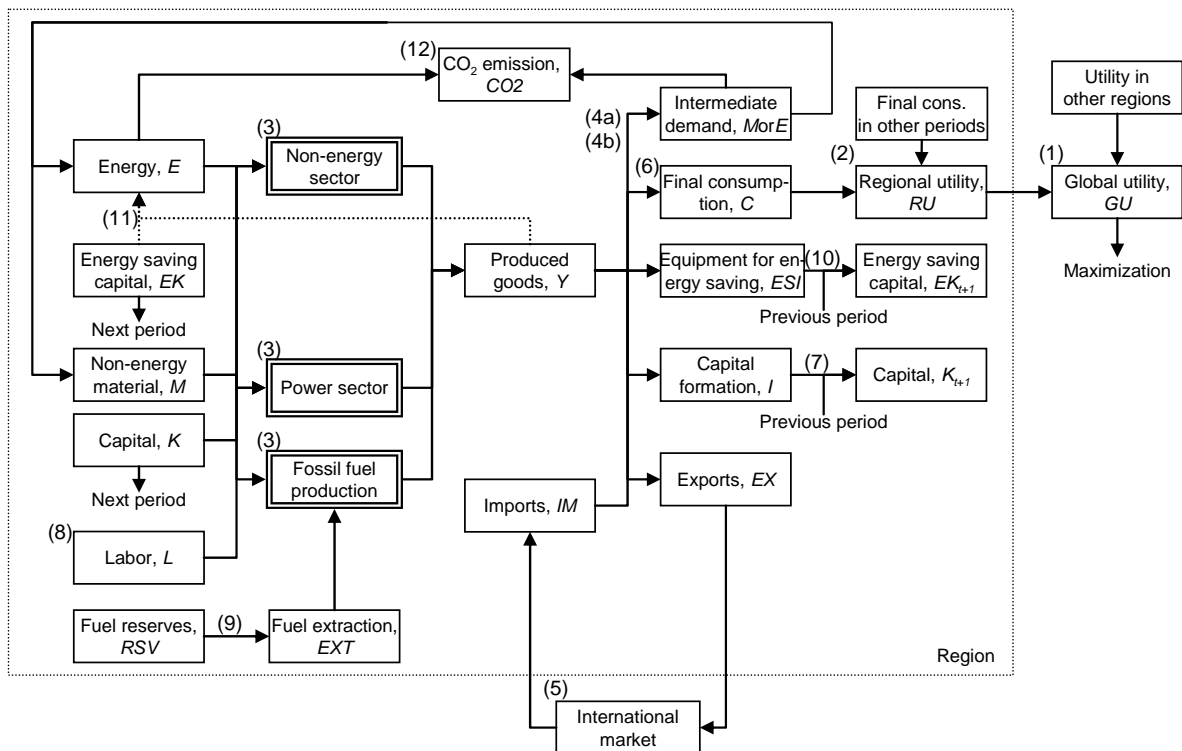 (12)
CO2 emission,
CO2
(4a)
(4b)
Intermediate
demand, MorE
Final cons.
in other periods
Utility in
other regions
(3)
Non-energy
sector
Energy, E
(6)
Final consump-
tion, C
(2)
Regional utility,
RU
(1)
Global utility,
GU
(11)
Energy saving
capital, EK
Produced
goods, Y
Equipment for en-
ergy saving, ESI
(10)
Energy saving
capital, EKt+1
Maximization
Next period
Previous period
Non-energy
material, M
(3)
Power sector
Capital
formation, I
(7)
Capital, Kt+1
Previous period
Capital, K
(3)
Fossil fuel
production
Next period
Imports, IM
Exports, EX
(8)
Labor, L
Fuel reserves,
RSV
(9)
Fuel extraction,
EXT
Region
(5)
International
market